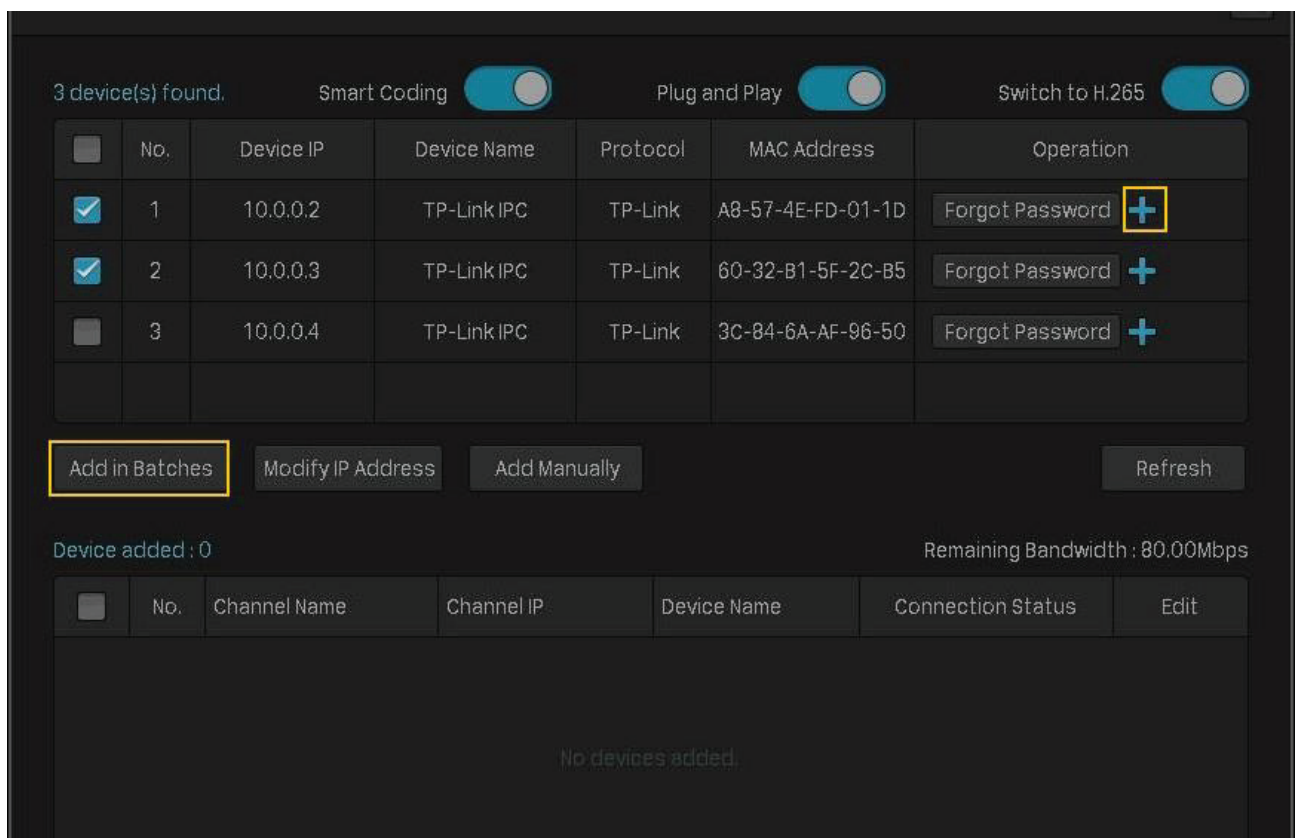 3 device(s) found. Smart Coding Plug and Play Switch to H.265
No. Device IP Device Name Protocol MAC Address Operation
1 10.0.0.2 TP-Link IPC TP-Link A8-57-4E-FD-01-1D Forgot Password
2 10.0.0.3 TP-Link IPC TP-Link 60-32-B1-5F-2C-B5 Forgot Password
3 10.0.0.4 TP-Link IPC TP-Link 3C-84-6A-AF-96-50 Forgot Password
Add in Batches Modify IP Address Add Manually Refresh
Device added : 0 Remaining Bandwidth : 80.00Mbps
No. Channel Name Channel IP Device Name Connection Status Edit
No devices added.